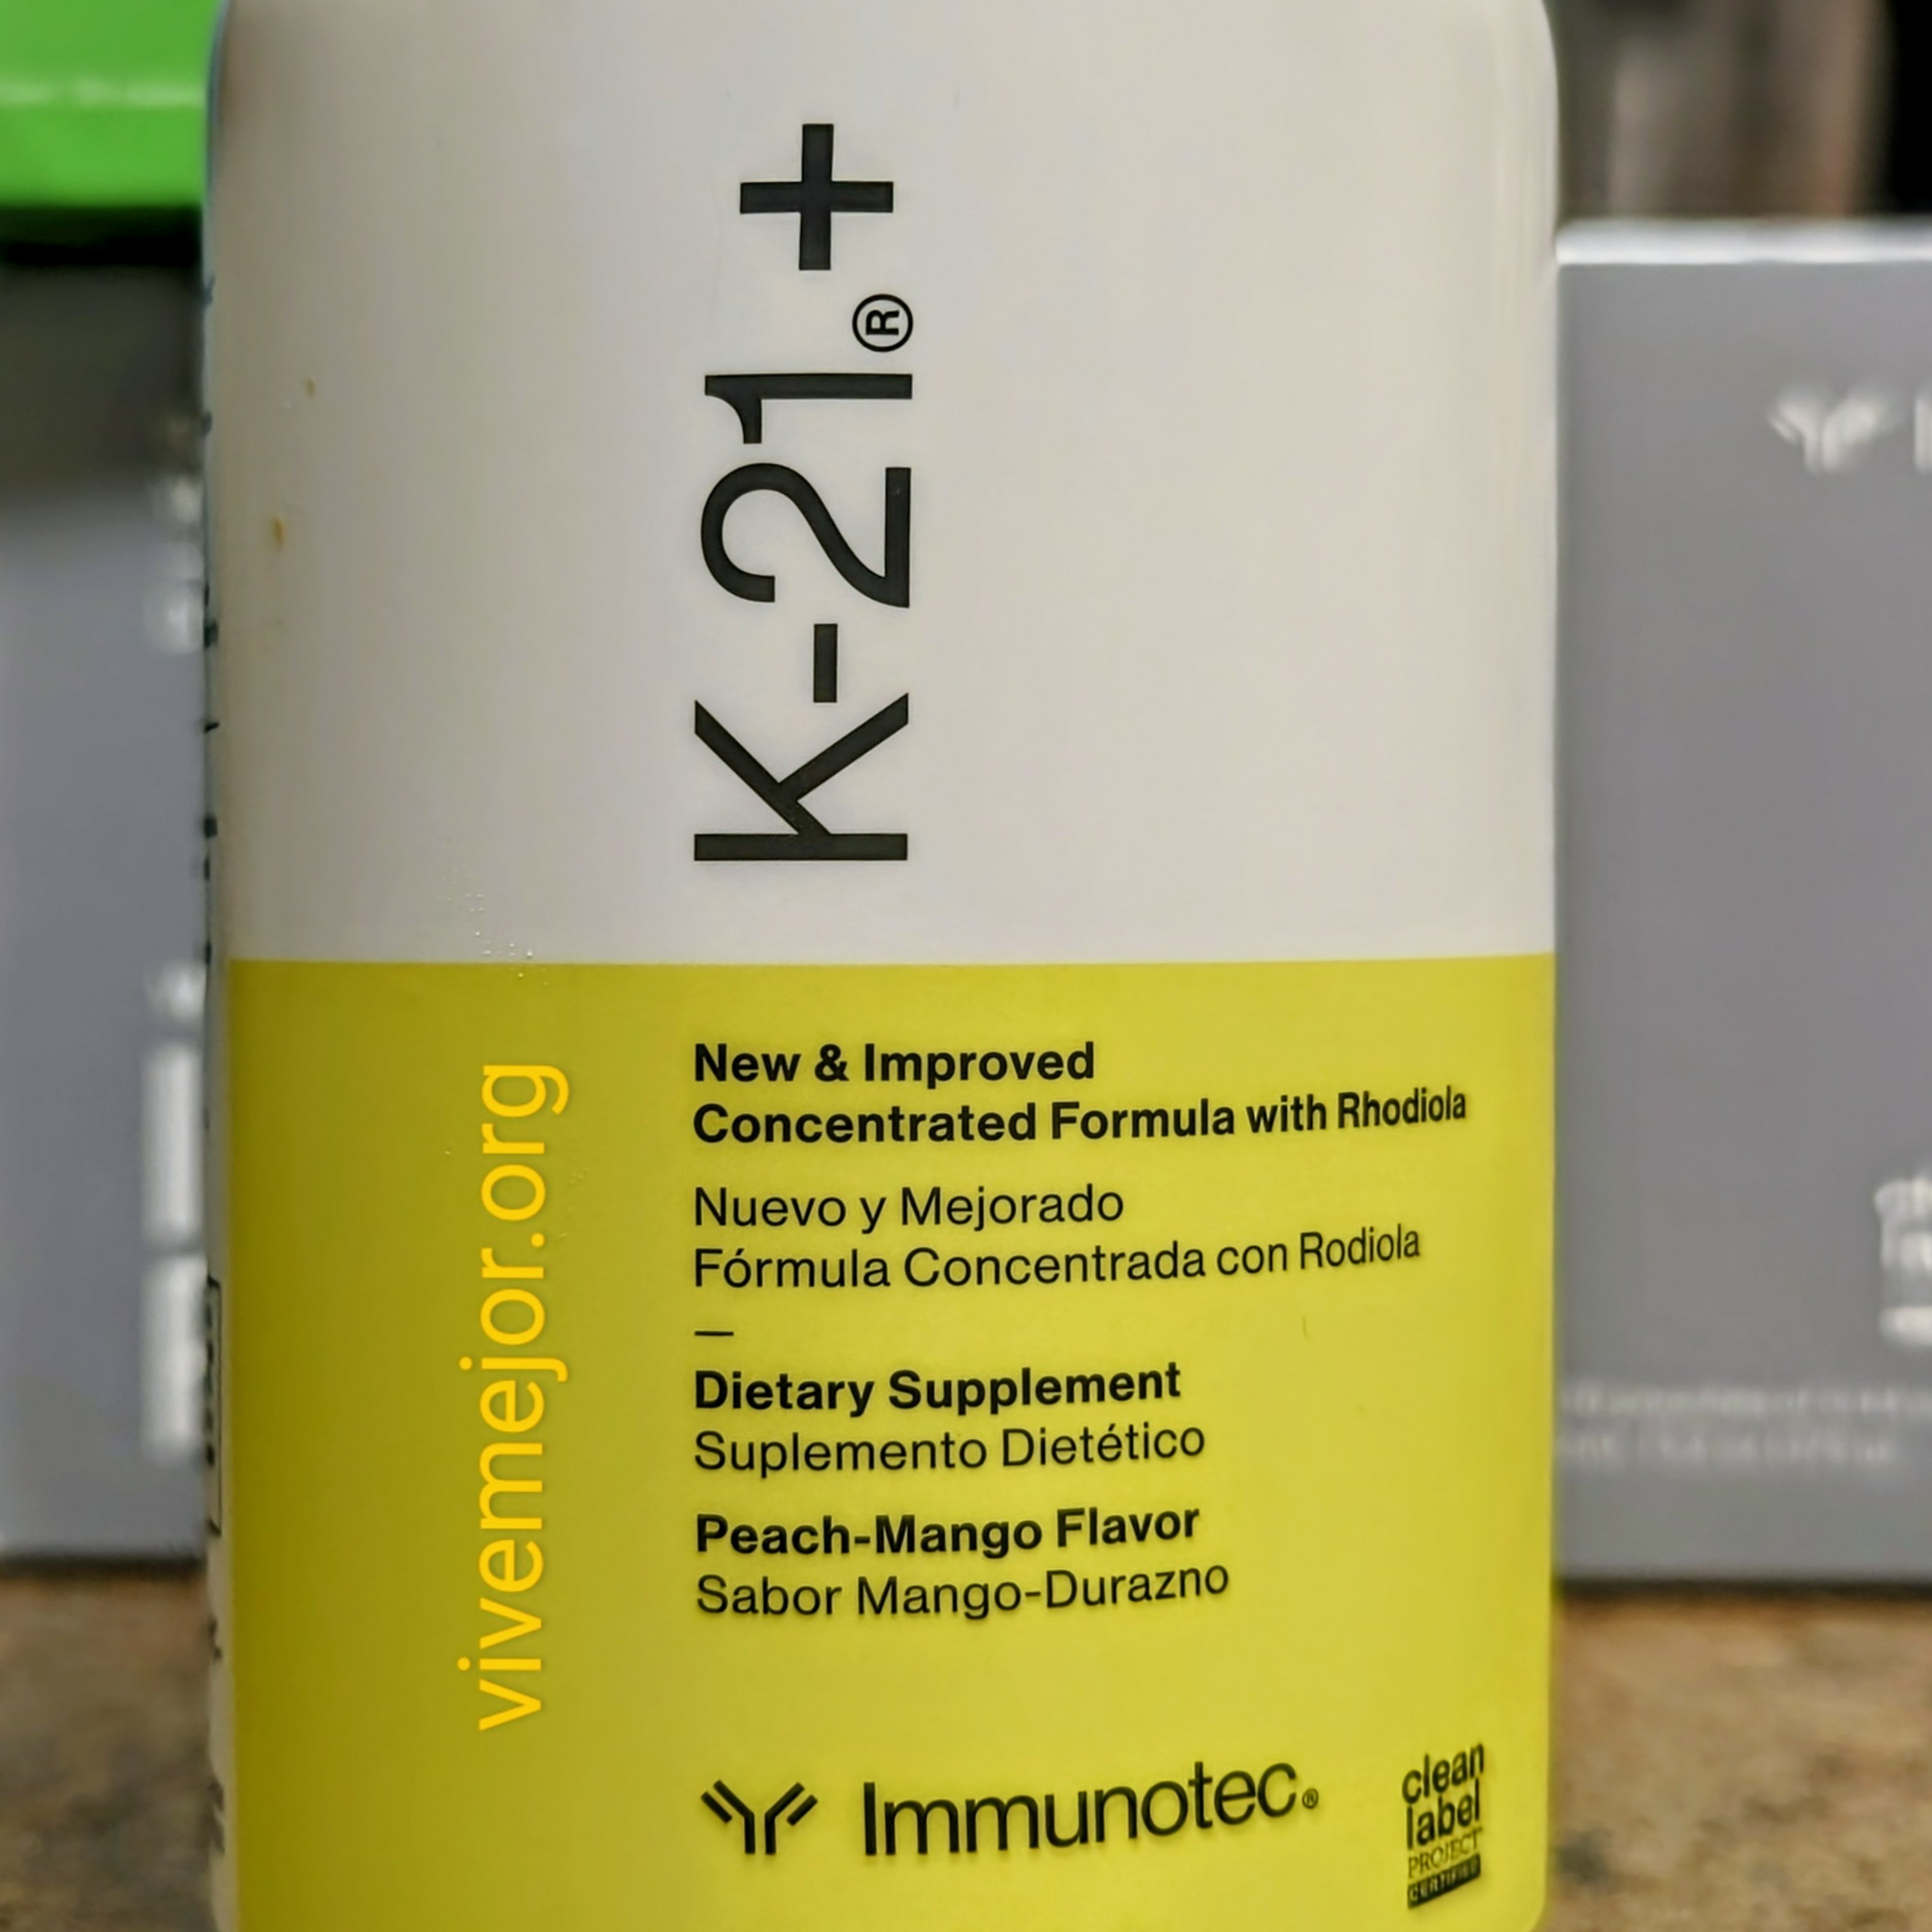 K-21®+
New & Improved
Concentrated Formula with Rhodiola
Nuevo y Mejorado
Fórmula Concentrada con Rodiola
—
Dietary Supplement
Suplemento Dietético
Peach-Mango Flavor
Sabor Mango-Durazno
vivemejor.org
Immunotec®
clean
label
PROJECT
CERTIFIED